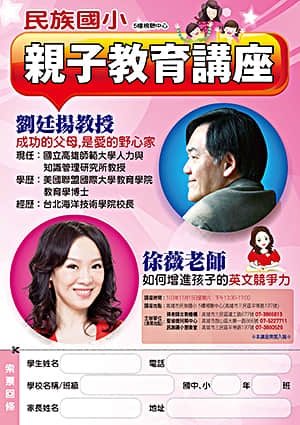 民族國小
5樓視聽中心
親子教育講座
劉廷揚教授
成功的父母,是愛的野心家
現任：國立高雄師範大學人力與
知識管理研究所教授
學歷：美國聯盟國際大學教育學院
教育學博士
經歷：台北海洋技術學院校長
徐薇老師
如何增進孩子的英文競爭力
索票回條
學生姓名
電話
學校名稱/班級
國中、小 年 班
家長姓名
地址